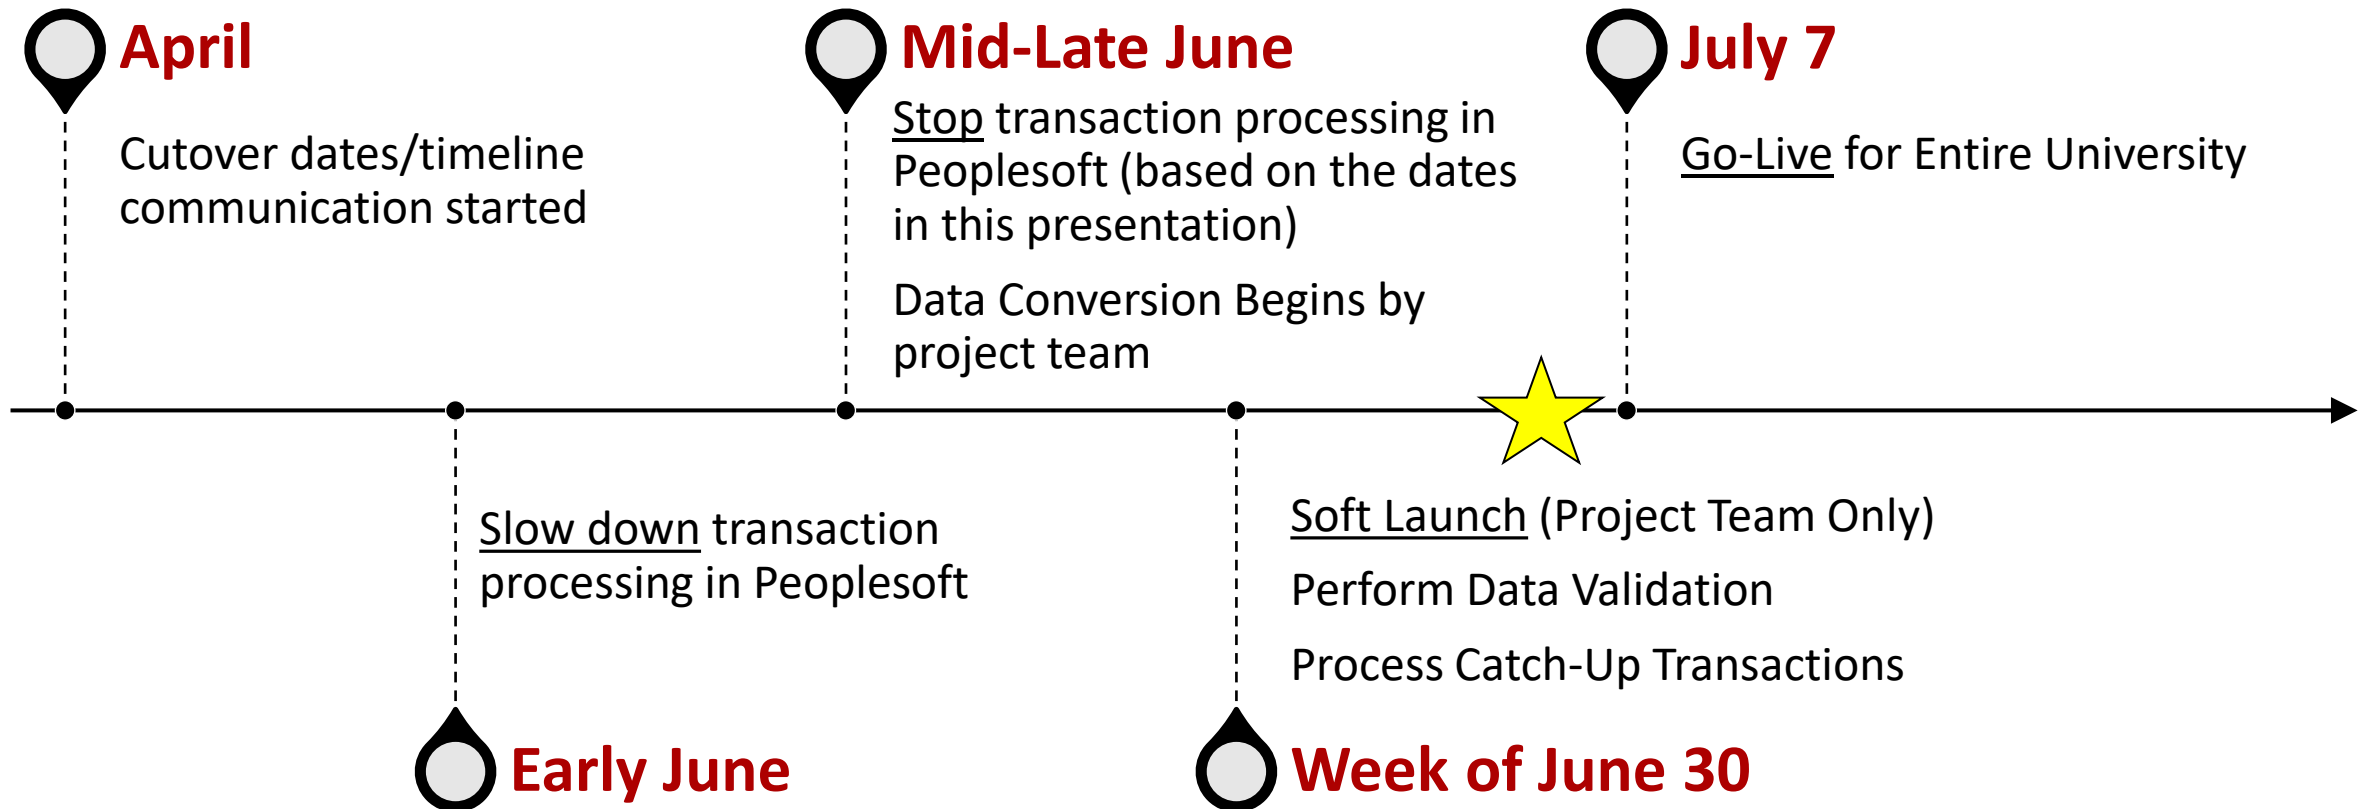 April
Cutover dates/timeline
communication started
Early June
Slow down transaction
processing in Peoplesoft
Mid-Late June
Stop transaction processing in
Peoplesoft (based on the dates
in this presentation)
Data Conversion Begins by
project team
Week of June 30
Soft Launch (Project Team Only)
Perform Data Validation
Process Catch-Up Transactions
July 7
Go-Live for Entire University